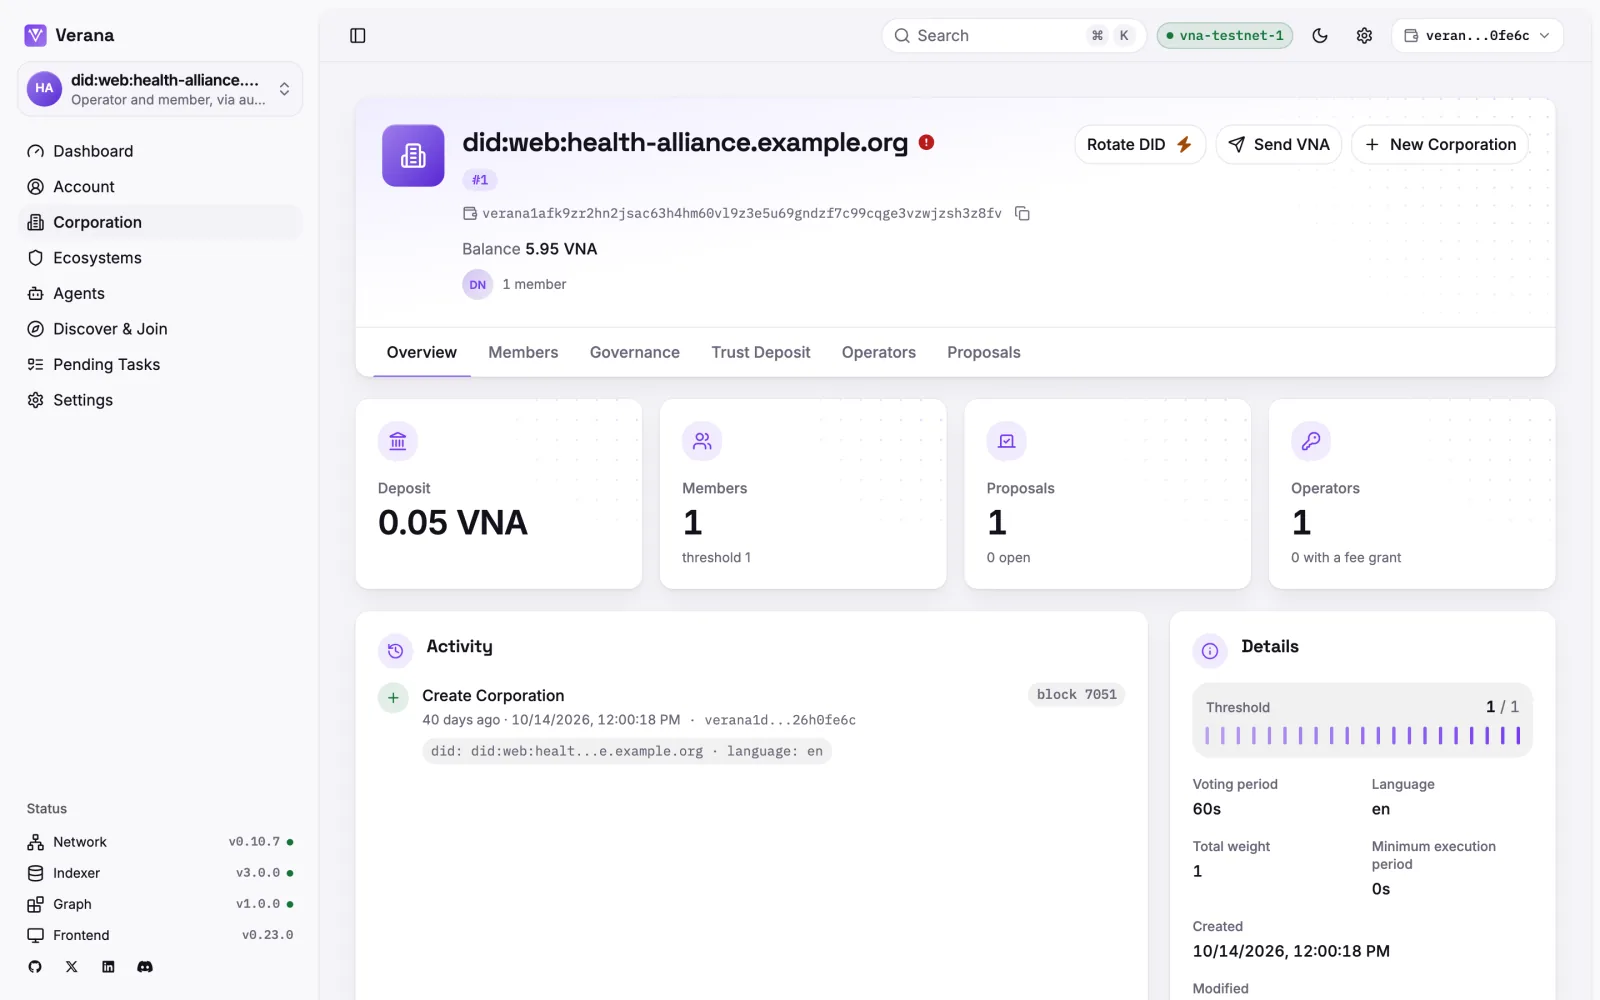 Verana
HA
did:web:health-alliance....
Operator and member, via au...
Dashboard
Account
Corporation
Ecosystems
Agents
Discover & Join
Pending Tasks
Settings
Status
Network v0.10.7
Indexer v3.0.0
Graph v1.0.0
Frontend v0.23.0
Search ⌘ K
vna-testnet-1
veran...0fe6c
did:web:health-alliance.example.org
#1
verana1afk9zr2hn2jsac63h4hm60vl9z3e5u69gndzf7c99cqge3vzwjzsh3z8fv
Balance 5.95 VNA
DN 1 member
Rotate DID
Send VNA
New Corporation
Overview Members Governance Trust Deposit Operators Proposals
Deposit
0.05 VNA
Members
1
threshold 1
Proposals
1
0 open
Operators
1
0 with a fee grant
Activity
Create Corporation
block 7051
40 days ago · 10/14/2026, 12:00:18 PM · verana1d...26h0fe6c
did: did:web:healt...e.example.org · language: en
Details
Threshold 1 / 1
Voting period
60s
Language
en
Total weight
1
Minimum execution
period
0s
Created
10/14/2026, 12:00:18 PM
Modified